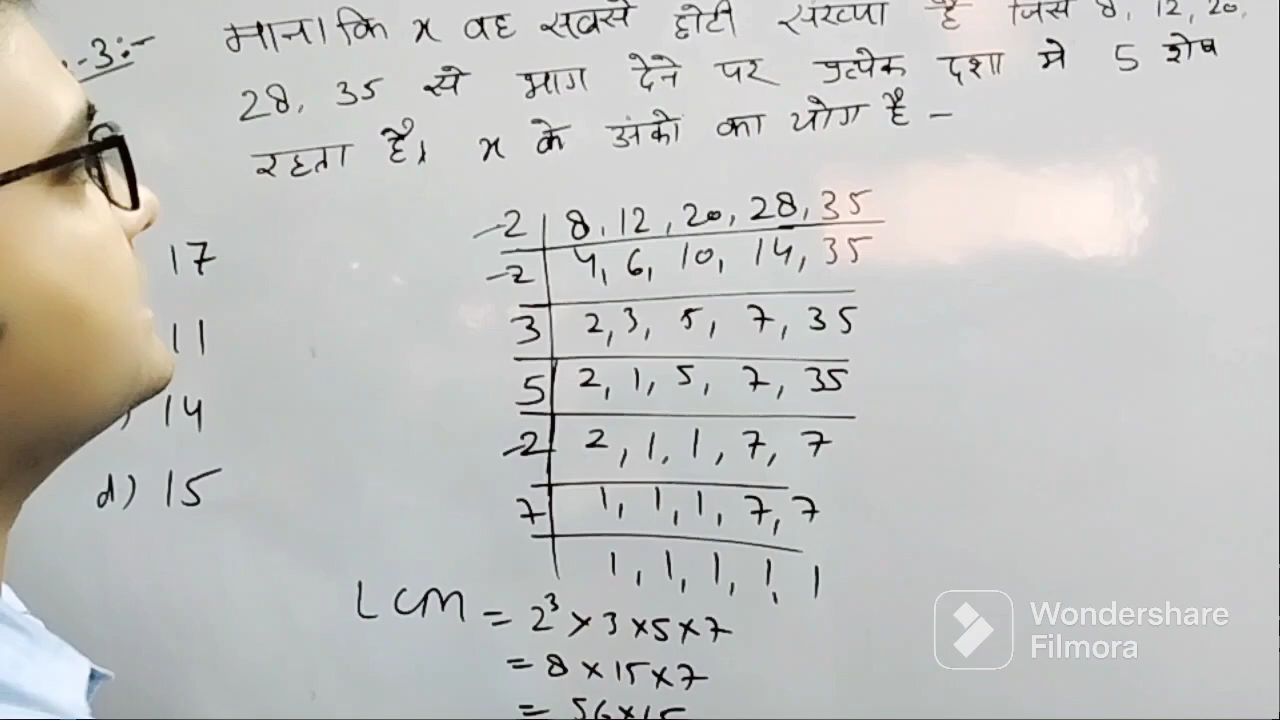 -3:- माना कि x वह सबसे छोटी संख्या है जिसे 8, 12, 20,
28, 35 से भाग देने पर प्रत्येक दशा मे 5 शेष
रहता है, x के अंको का योग है -
17
11
) 14
d) 15
2 | 8, 12, 20, 28, 35
2 | 4, 6, 10, 14, 35
3 | 2, 3, 5, 7, 35
5 | 2, 1, 5, 7, 35
2 | 2, 1, 1, 7, 7
7 | 1, 1, 1, 7, 7
1, 1, 1, 1, 1
LCM = 2³ × 3 × 5 × 7
= 8 × 15 × 7
= 56 × 15
Wondershare
Filmora